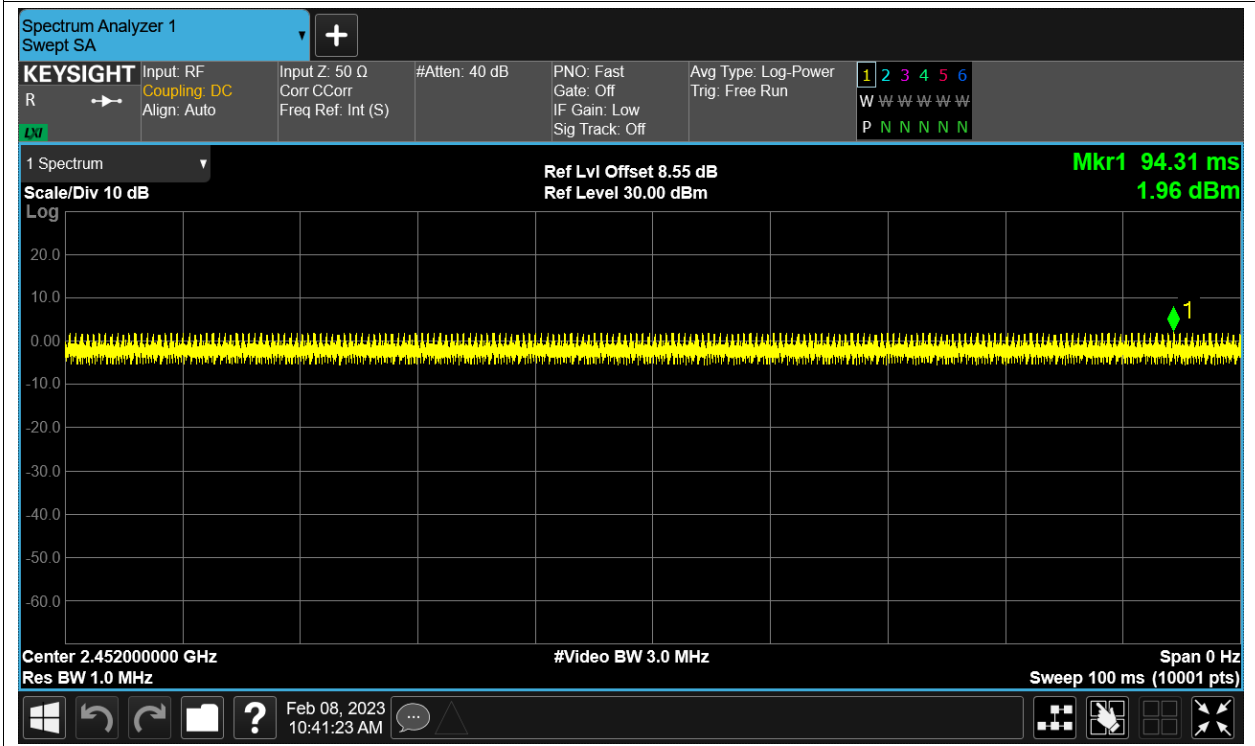 Spectrum Analyzer 1
Swept SA
+
KEYSIGHT
R
LXI
Input: RF
Coupling: DC
Align: Auto
Input Z: 50 Ω
Corr CCorr
Freq Ref: Int (S)
#Atten: 40 dB
PNO: Fast
Gate: Off
IF Gain: Low
Sig Track: Off
Avg Type: Log-Power
Trig: Free Run
1 2 3 4 5 6
W W W W W W
P N N N N N
1 Spectrum
Scale/Div 10 dB
Ref Lvl Offset 8.55 dB
Ref Level 30.00 dBm
Mkr1 94.31 ms
1.96 dBm
Log
20.0
10.0
1
0.00
-10.0
-20.0
-30.0
-40.0
-50.0
-60.0
Center 2.452000000 GHz
#Video BW 3.0 MHz
Span 0 Hz
Res BW 1.0 MHz
Sweep 100 ms (10001 pts)
?
Feb 08, 2023
10:41:23 AM